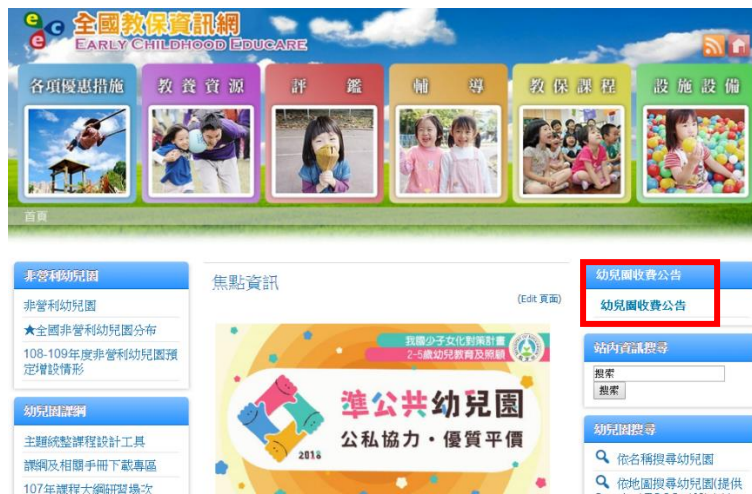 ece 全國教保資訊網
EARLY CHILDHOOD EDUCARE
各項優惠措施
教養資源
評鑑
輔導
教保課程
設施設備
首頁
非營利幼兒園
非營利幼兒園
★全國非營利幼兒園分布
108-109年度非營利幼兒園預
定增設情形
幼兒園課綱
主題統整課程設計工具
課綱及相關手冊下載專區
107年課程大綱研習場次
焦點資訊
(Edit 頁面)
我國少子女化對策計畫
2-5歲幼兒教育及照顧
準公共幼兒園
公私協力・優質平價
2018
幼兒園收費公告
幼兒園收費公告
站內資訊搜尋
搜索
搜索
幼兒園搜尋
依名稱搜尋幼兒園
依地圖搜尋幼兒園(提供